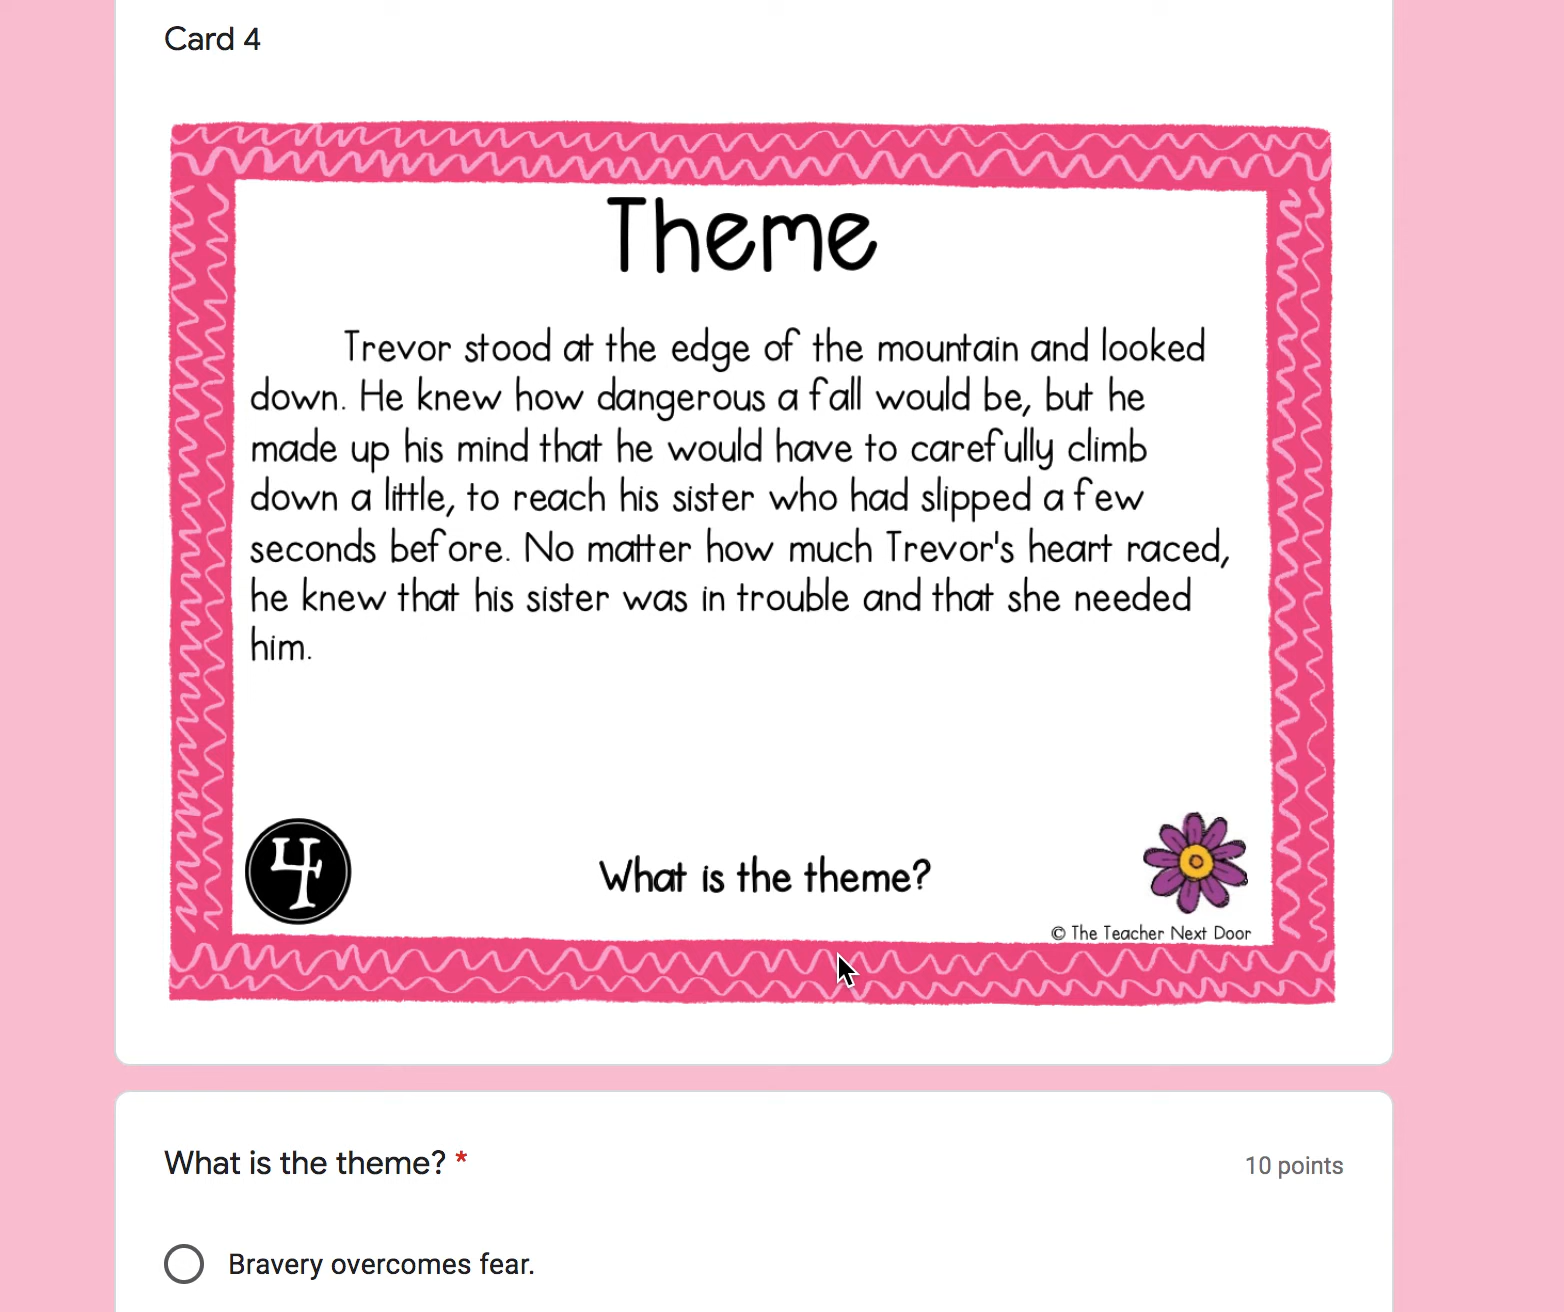 Card 4
Theme
Trevor stood at the edge of the mountain and looked
down. He knew how dangerous a fall would be, but he
made up his mind that he would have to carefully climb
down a little, to reach his sister who had slipped a few
seconds before. No matter how much Trevor's heart raced,
he knew that his sister was in trouble and that she needed
him.
4
What is the theme?
© The Teacher Next Door
What is the theme? *
10 points
Bravery overcomes fear.